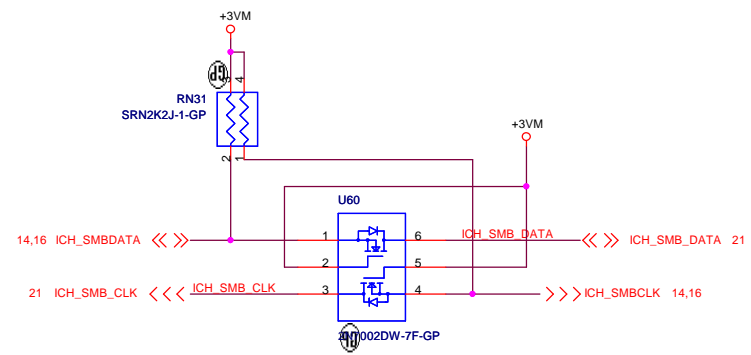 +3VM
GP
3 4
RN31
SRN2K2J-1-GP
2 1
+3VM
U60
14,16 ICH_SMBDATA
1
6
ICH_SMB_DATA
ICH_SMB_DATA 21
2
5
21 ICH_SMB_CLK
ICH_SMB_CLK
3
4
ICH_SMBCLK 14,16
002DW-7F-GP